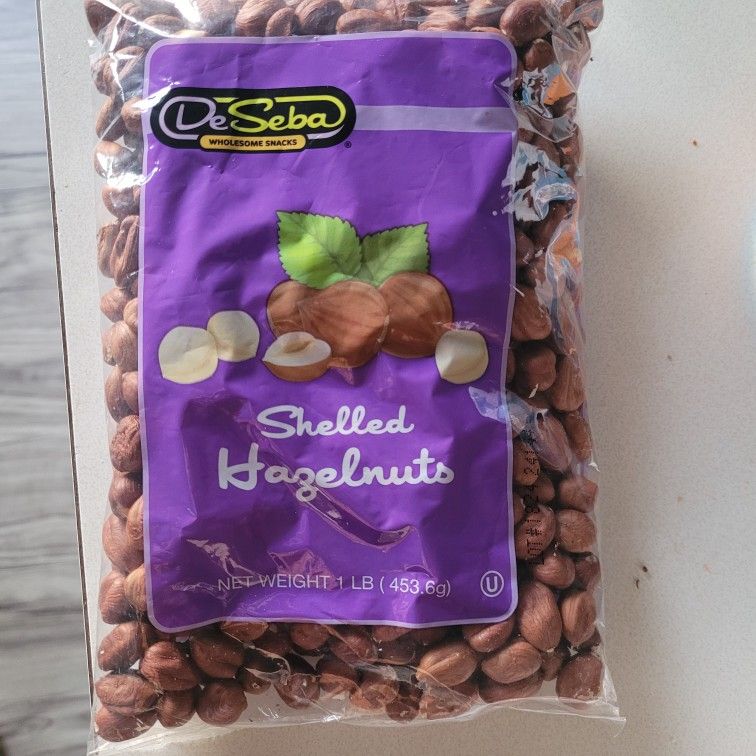 DeSeba
WHOLESOME SNACKS
®
Shelled
Hazelnuts
NET WEIGHT 1 LB ( 453.6g)
U